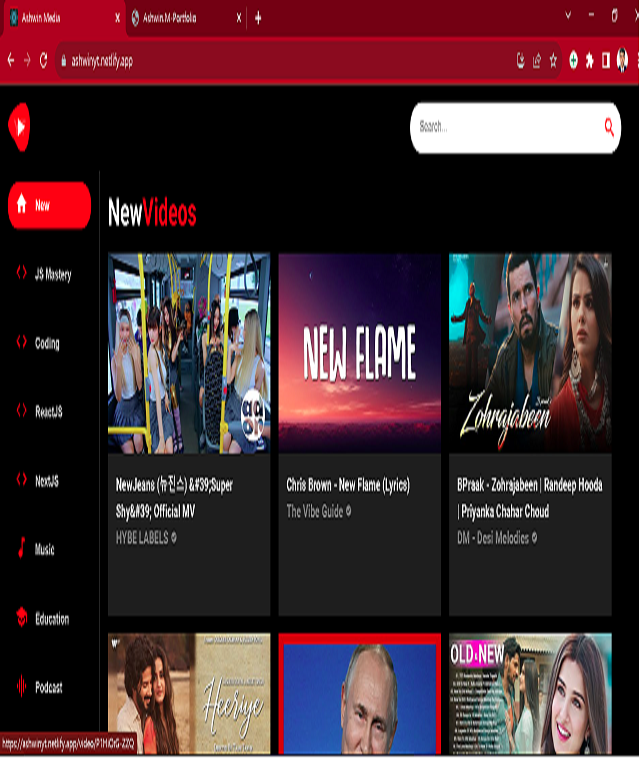 Ashwin Media
Ashwin.M-Portfolio
ashwinyt.netlify.app
Search...
New
JS Mastery
Coding
ReactJS
NextJS
Music
Education
Podcast
NewVideos
NEW FLAME
Zohrajabeen
NewJeans (뉴진스) &#39;Super
Shy&#39; Official MV
HYBE LABELS
Chris Brown - New Flame (Lyrics)
The Vibe Guide
BPraak - Zohrajabeen | Randeep Hooda
| Priyanka Chahar Choud
DM - Desi Melodies
Heeriye
OLD & NEW
https://ashwinyt.netlify.app/video/P1HiOrG-ZZQ